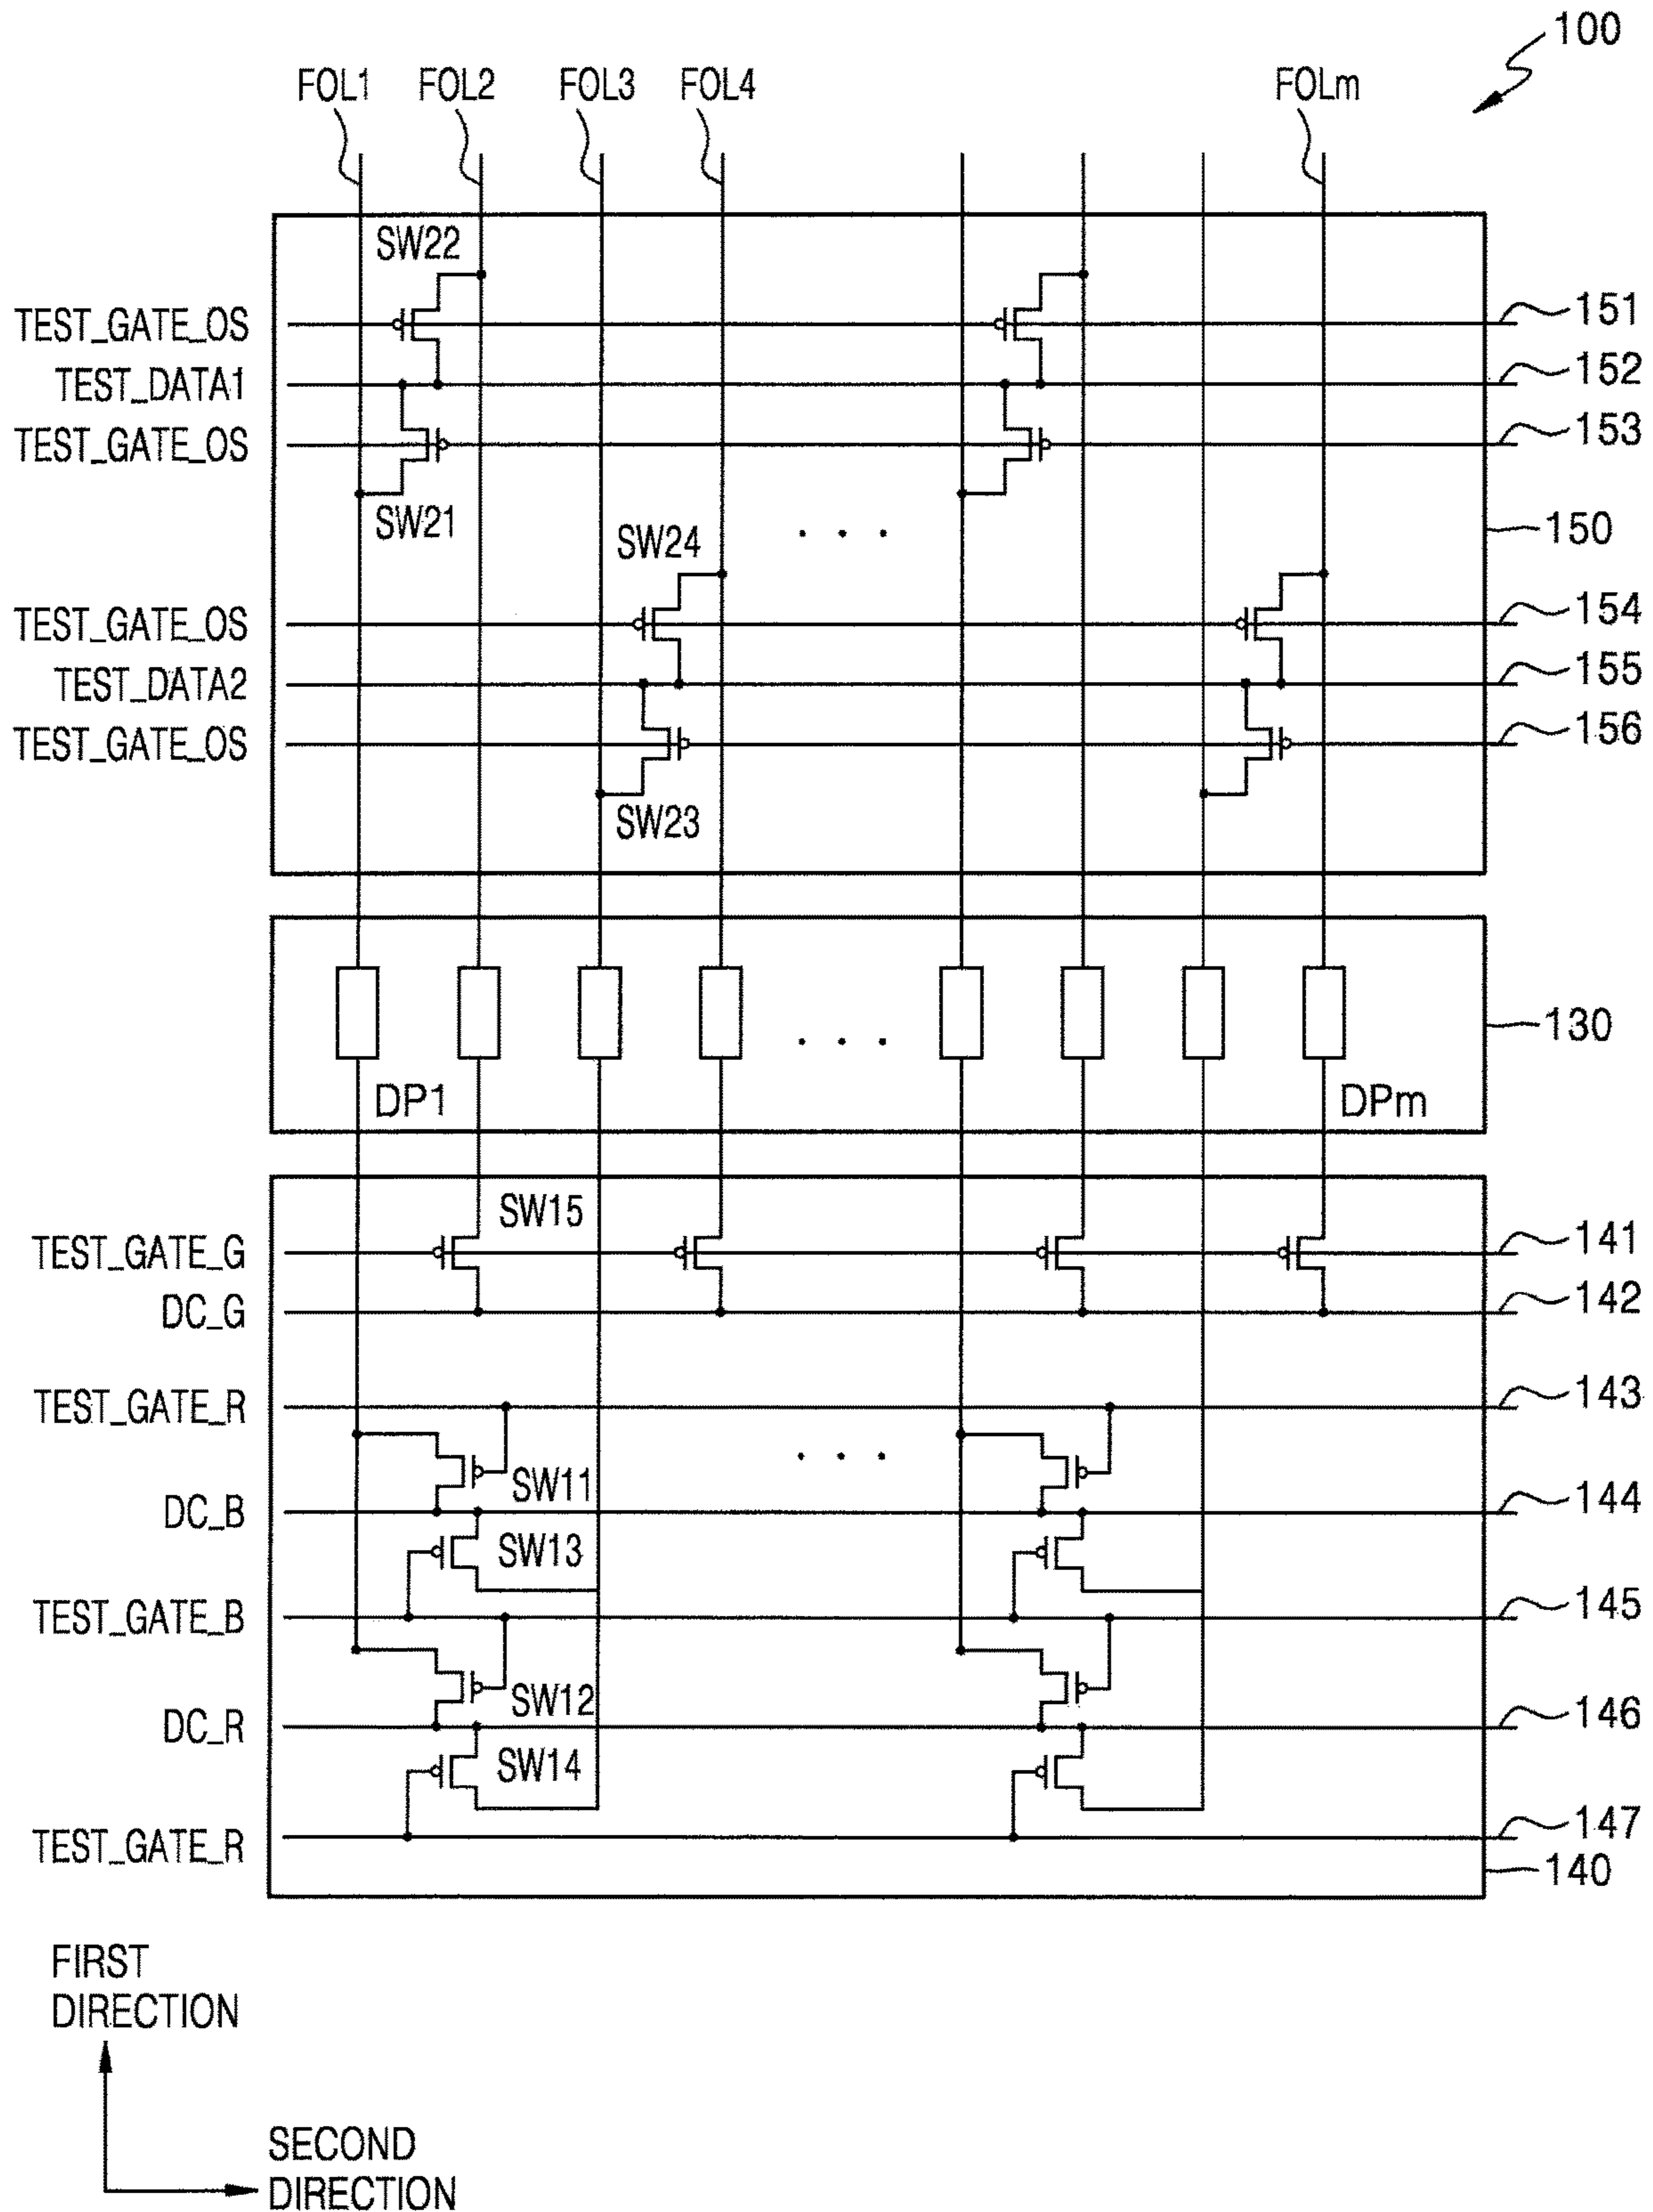 100
FOL1 FOL2 FOL3 FOL4 FOLm
SW22
TEST_GATE_OS 151
TEST_DATA1 152
TEST_GATE_OS 153
SW21
. . .
150
SW24
TEST_GATE_OS 154
TEST_DATA2 155
TEST_GATE_OS 156
SW23
130
. . .
DP1 DPm
SW15
TEST_GATE_G 141
DC_G 142
TEST_GATE_R 143
. . .
SW11
DC_B 144
SW13
TEST_GATE_B 145
SW12
DC_R 146
SW14
TEST_GATE_R 147
140
FIRST
DIRECTION
SECOND
DIRECTION